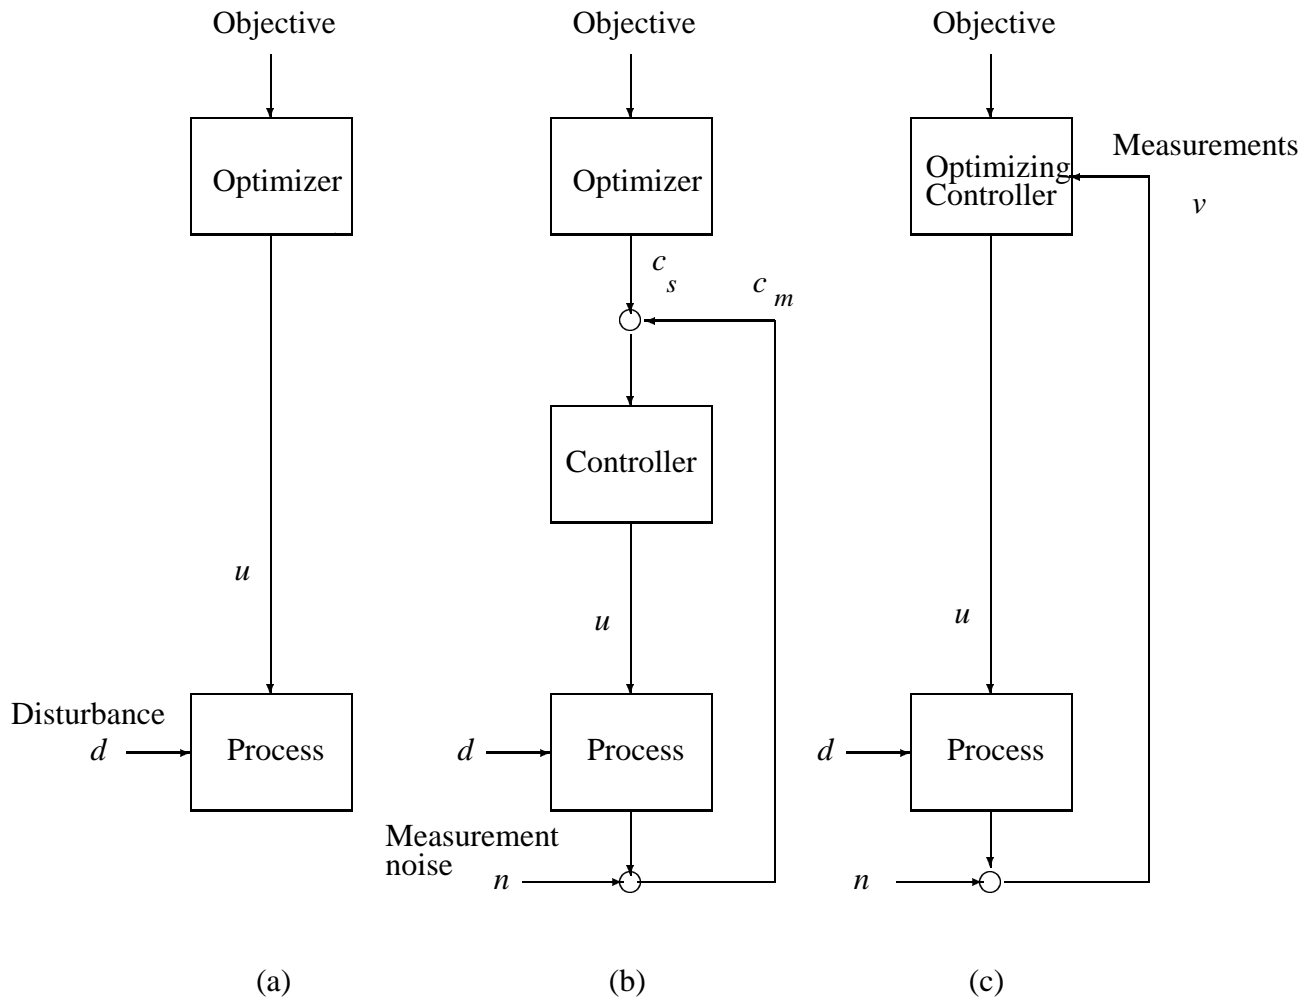 Objective
Optimizer
u
Disturbance
d
Process
(a)
Objective
Optimizer
c s
c m
Controller
u
d
Process
Measurement
noise
n
(b)
Objective
Optimizing
Controller
Measurements
v
u
d
Process
n
(c)